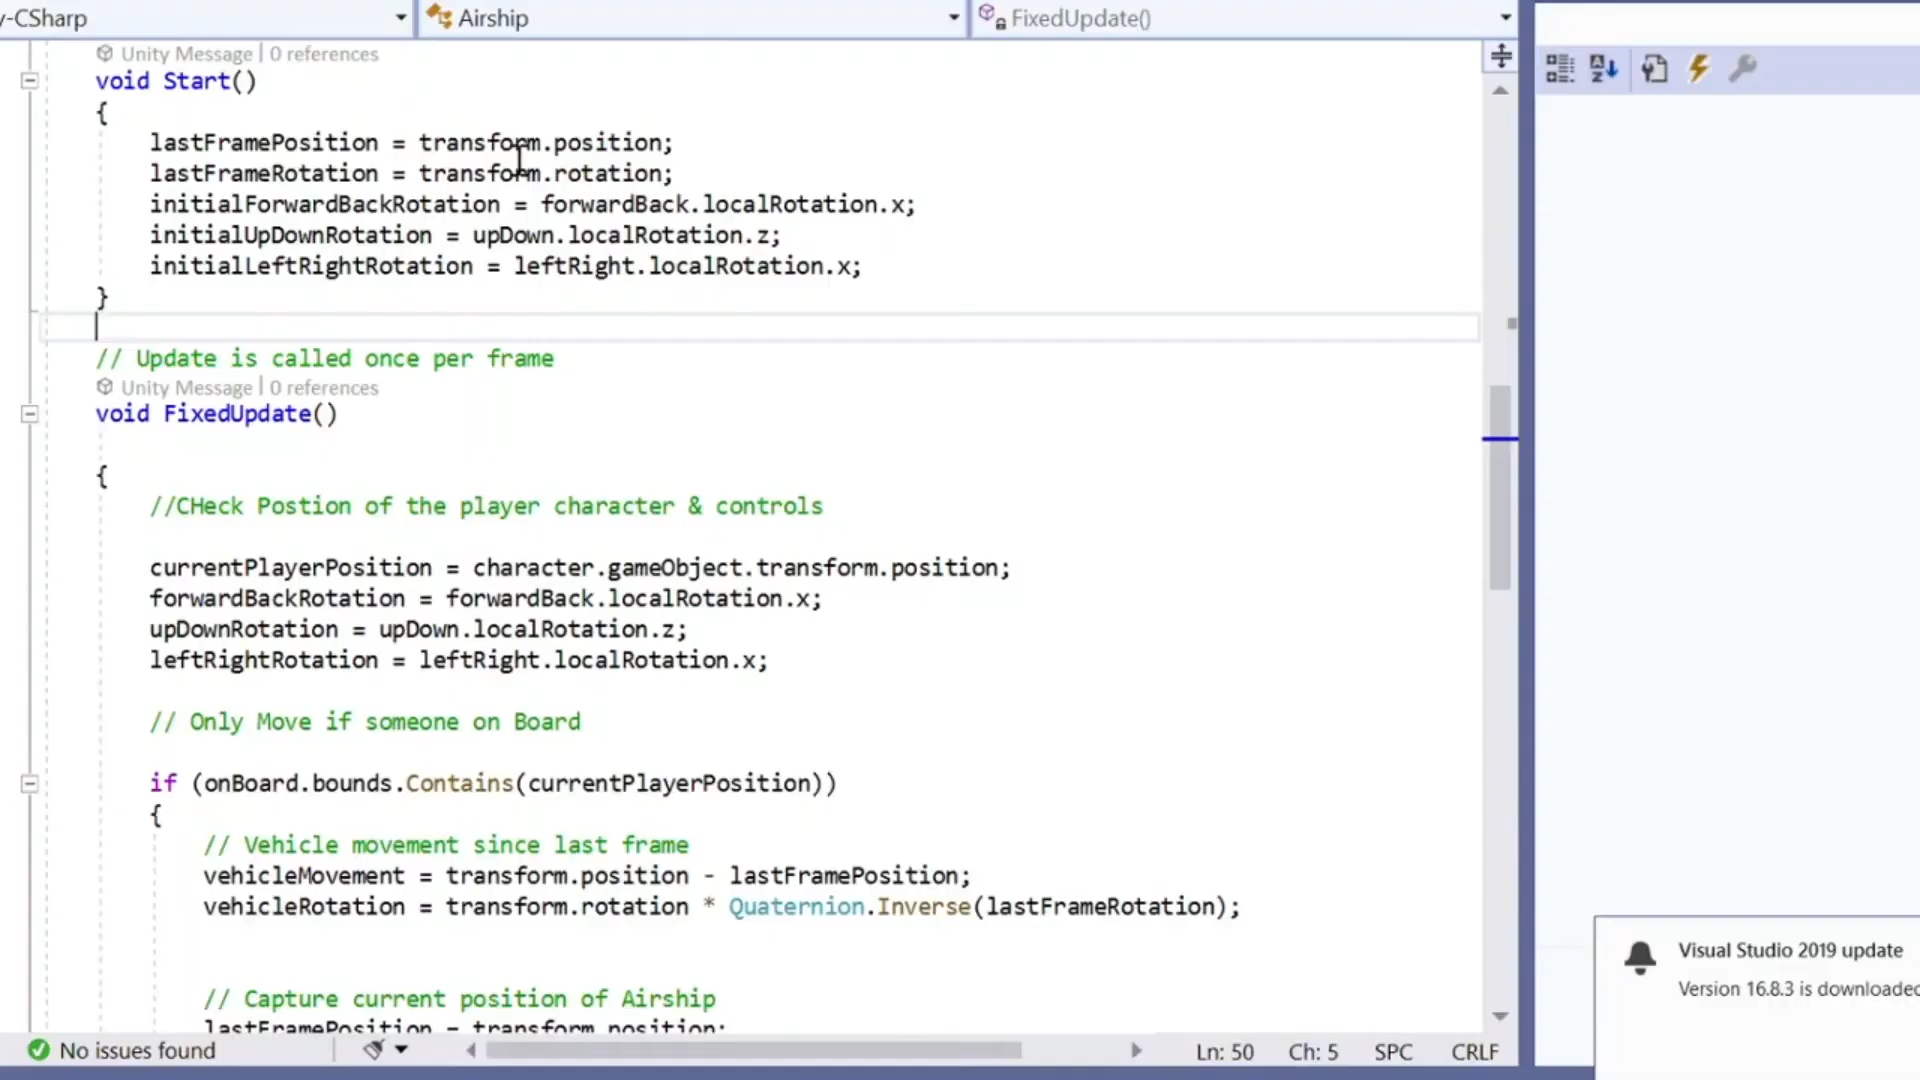 y-CSharp
Airship
FixedUpdate()
Unity Message | 0 references
void Start()
{
lastFramePosition = transform.position;
lastFrameRotation = transform.rotation;
initialForwardBackRotation = forwardBack.localRotation.x;
initialUpDownRotation = upDown.localRotation.z;
initialLeftRightRotation = leftRight.localRotation.x;
}
// Update is called once per frame
Unity Message | 0 references
void FixedUpdate()
{
//CHeck Postion of the player character & controls
currentPlayerPosition = character.gameObject.transform.position;
forwardBackRotation = forwardBack.localRotation.x;
upDownRotation = upDown.localRotation.z;
leftRightRotation = leftRight.localRotation.x;
// Only Move if someone on Board
if (onBoard.bounds.Contains(currentPlayerPosition))
{
// Vehicle movement since last frame
vehicleMovement = transform.position - lastFramePosition;
vehicleRotation = transform.rotation * Quaternion.Inverse(lastFrameRotation);
// Capture current position of Airship
lastFramePosition = transform.position;
No issues found
Ln: 50
Ch: 5
SPC
CRLF
Visual Studio 2019 update
Version 16.8.3 is downloaded